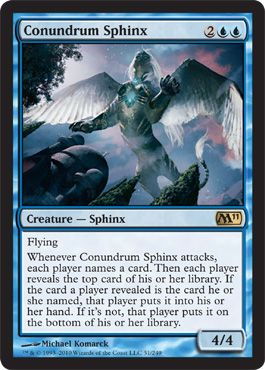 Conundrum Sphinx 2
Creature — Sphinx M11
Flying
Whenever Conundrum Sphinx attacks,
each player names a card. Then each player
reveals the top card of his or her library. If
the card a player revealed is the card he or
she named, that player puts it into his or
her hand. If it's not, that player puts it on
the bottom of his or her library.
4/4
Michael Komarck
™ & © 1993–2010 Wizards of the Coast LLC 51/249